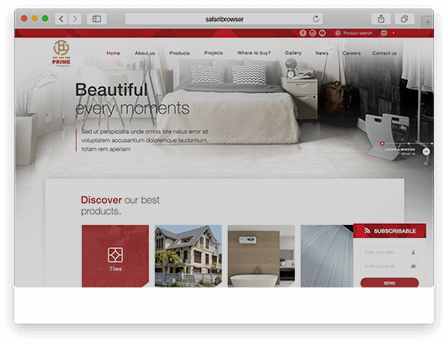 safaribrowser
Product search
PRIME
Home About us Products Projects Where to buy? Gallery News Careers Contact us
Beautiful
every moments
Sed ut perspiciatis unde omnis iste natus error sit
voluptatem accusantium doloremque laudantium,
totam rem aperiam
About us
Discover our best
products.
Tiles
SUBSCRIBABLE
Enter your name
Enter your email
SEND